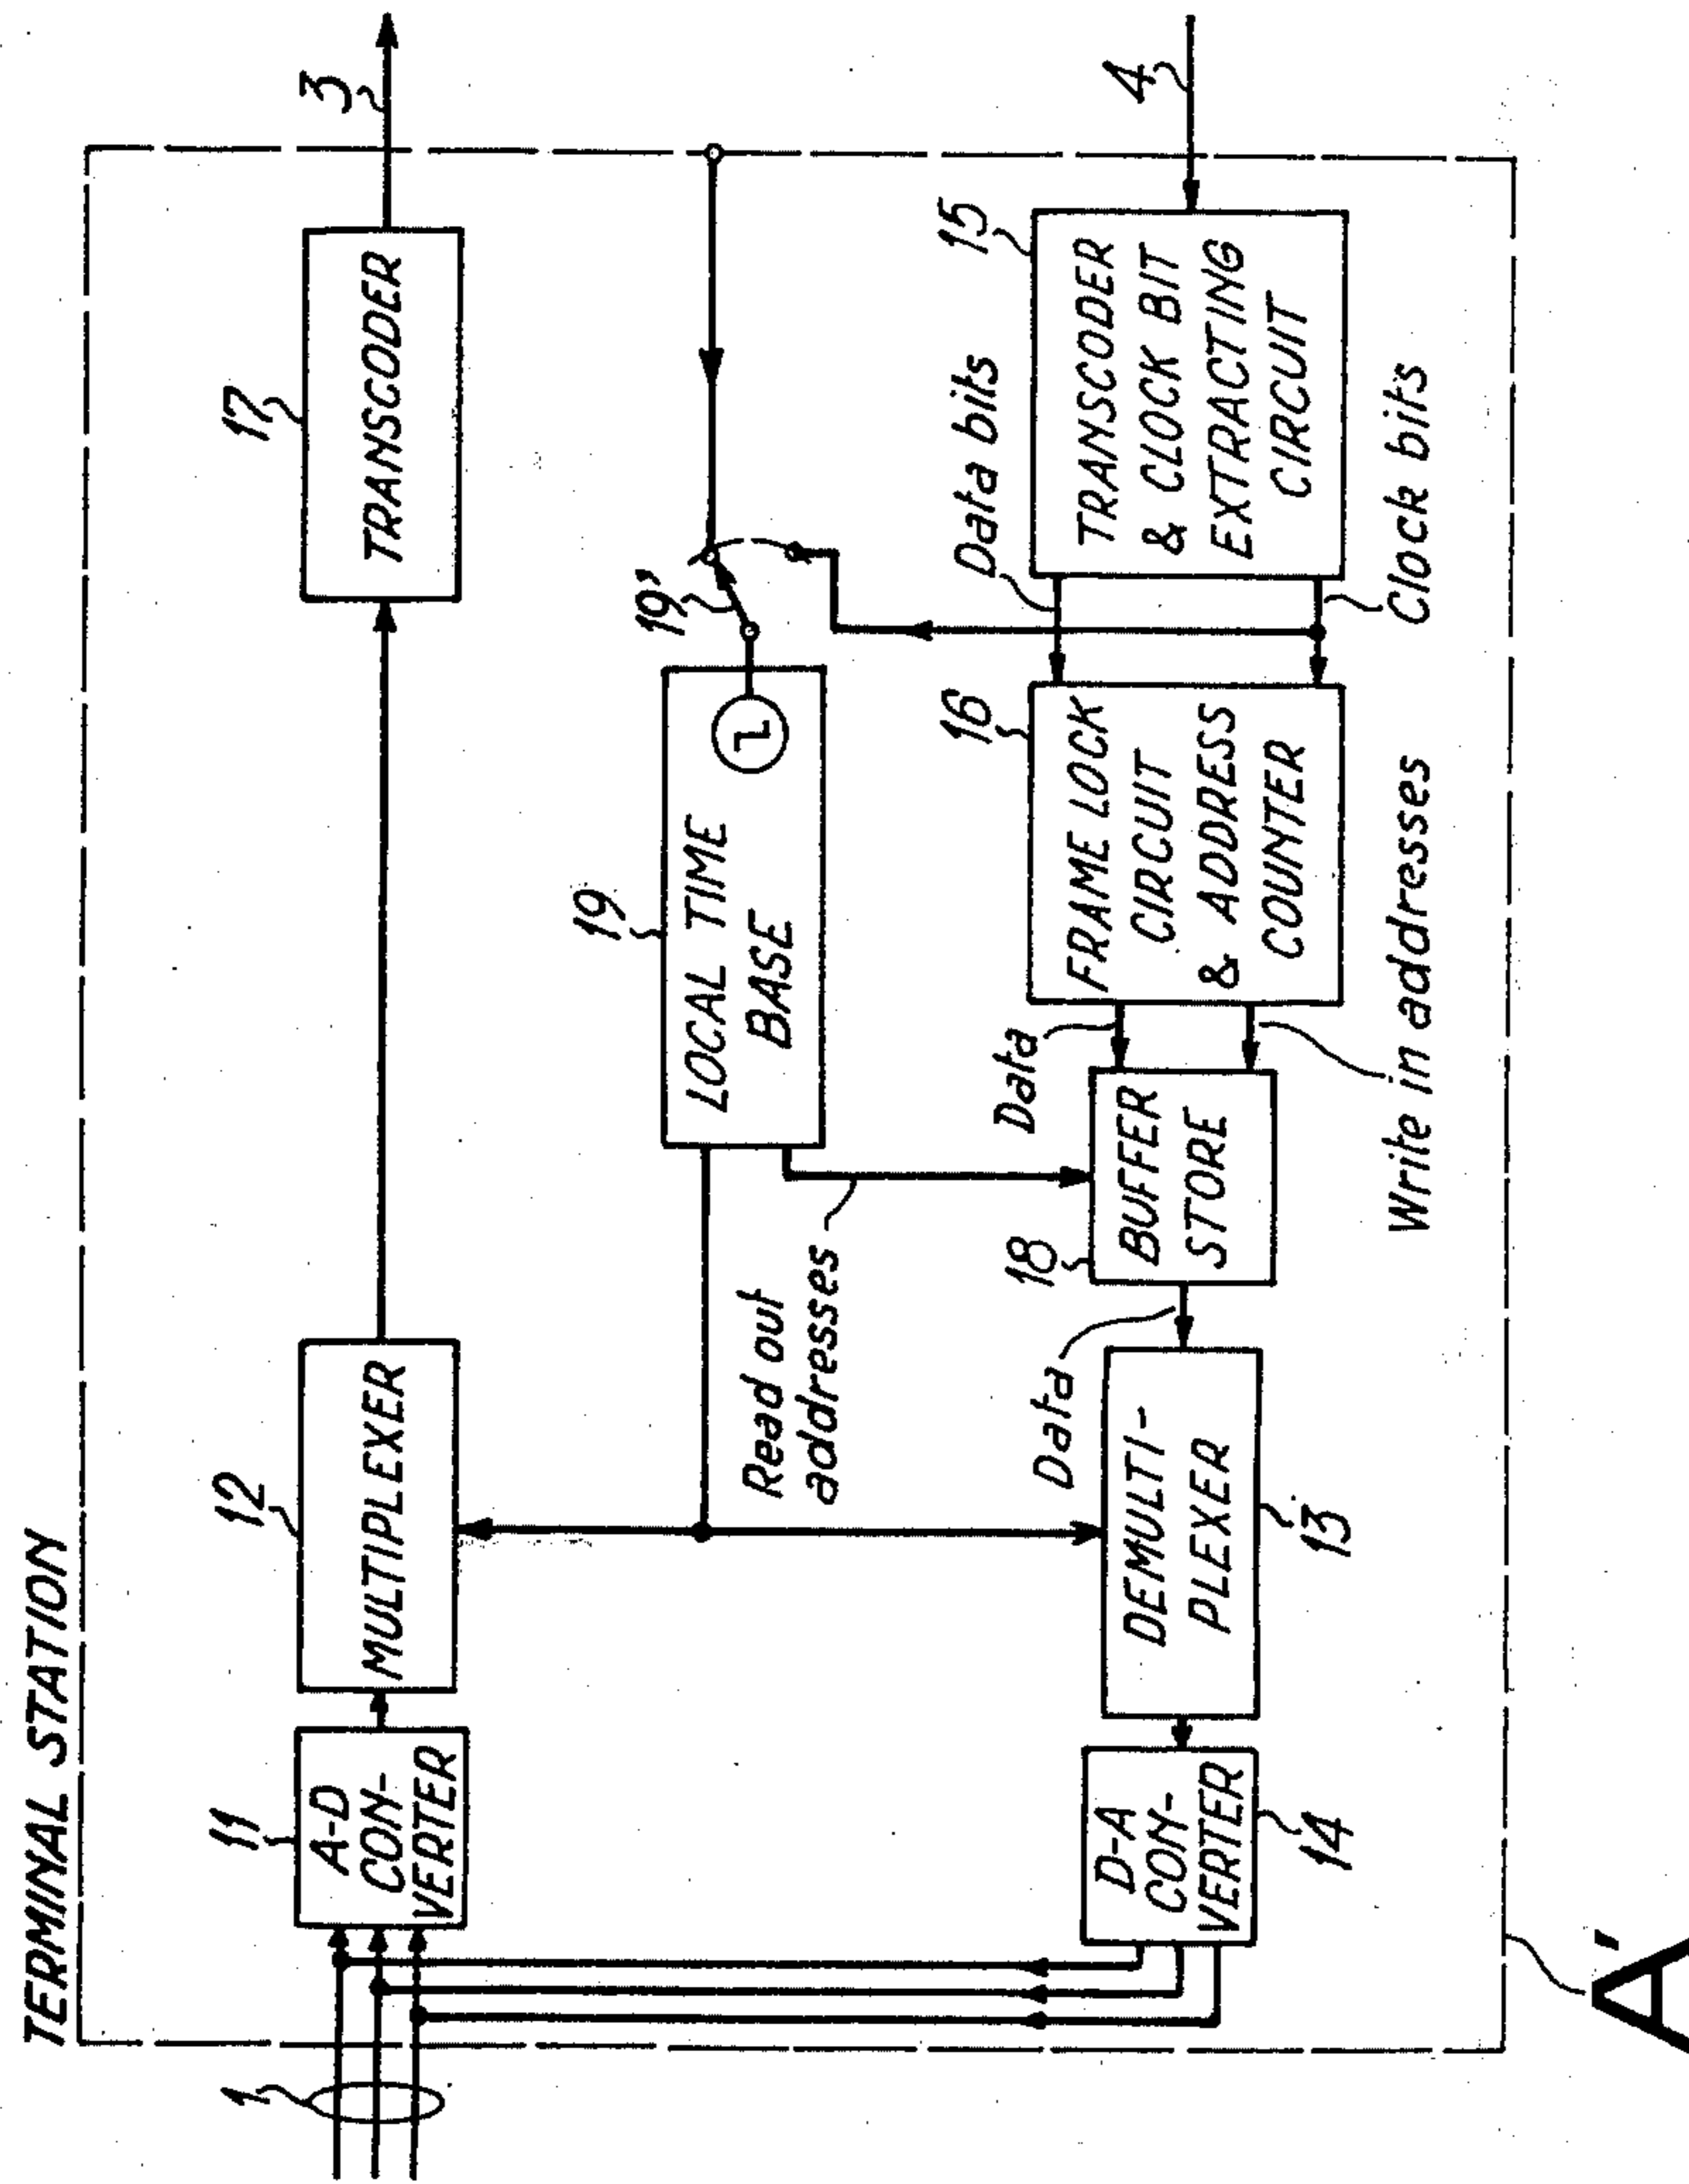 TERMINAL STATION
1
11
A-D
CON-
VERTER
12
MULTIPLEXER
17
TRANSCODER
3
19
LOCAL TIME
BASE
19'
Read out
addresses
14
D-A
CON-
VERTER
13
DEMULTI-
PLEXER
Data
18
BUFFER
STORE
Data
Write in addresses
16
FRAME LOCK
CIRCUIT
& ADDRESS
COUNTER
Data bits
Clock bits
15
TRANSCODER
& CLOCK BIT
EXTRACTING
CIRCUIT
4
A'